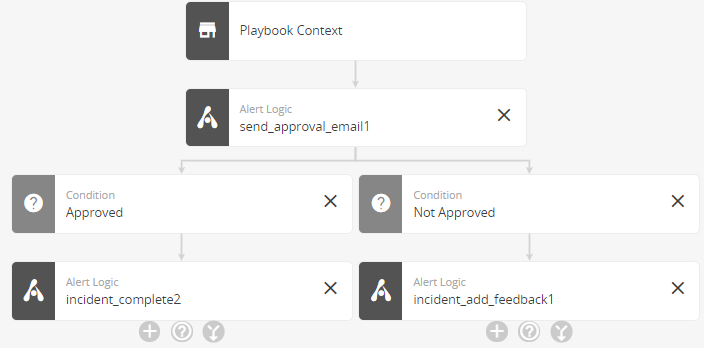 Playbook Context
Alert Logic
send_approval_email1
Condition
Approved
Condition
Not Approved
Alert Logic
incident_complete2
Alert Logic
incident_add_feedback1